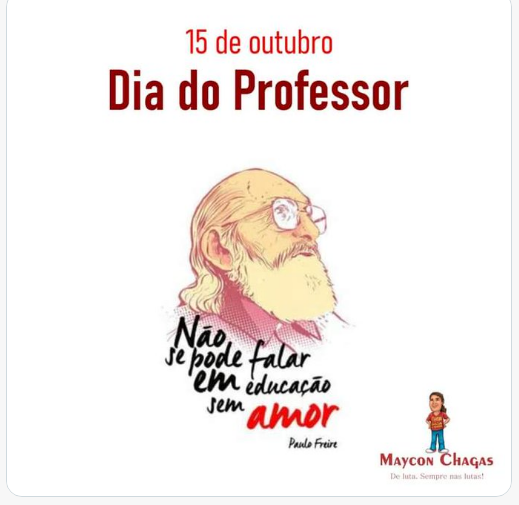 15 de outubro
Dia do Professor
Não
se pode falar
em educação
sem amor
Paulo Freire
MAYCON CHAGAS
De luta. Sempre nas lutas!